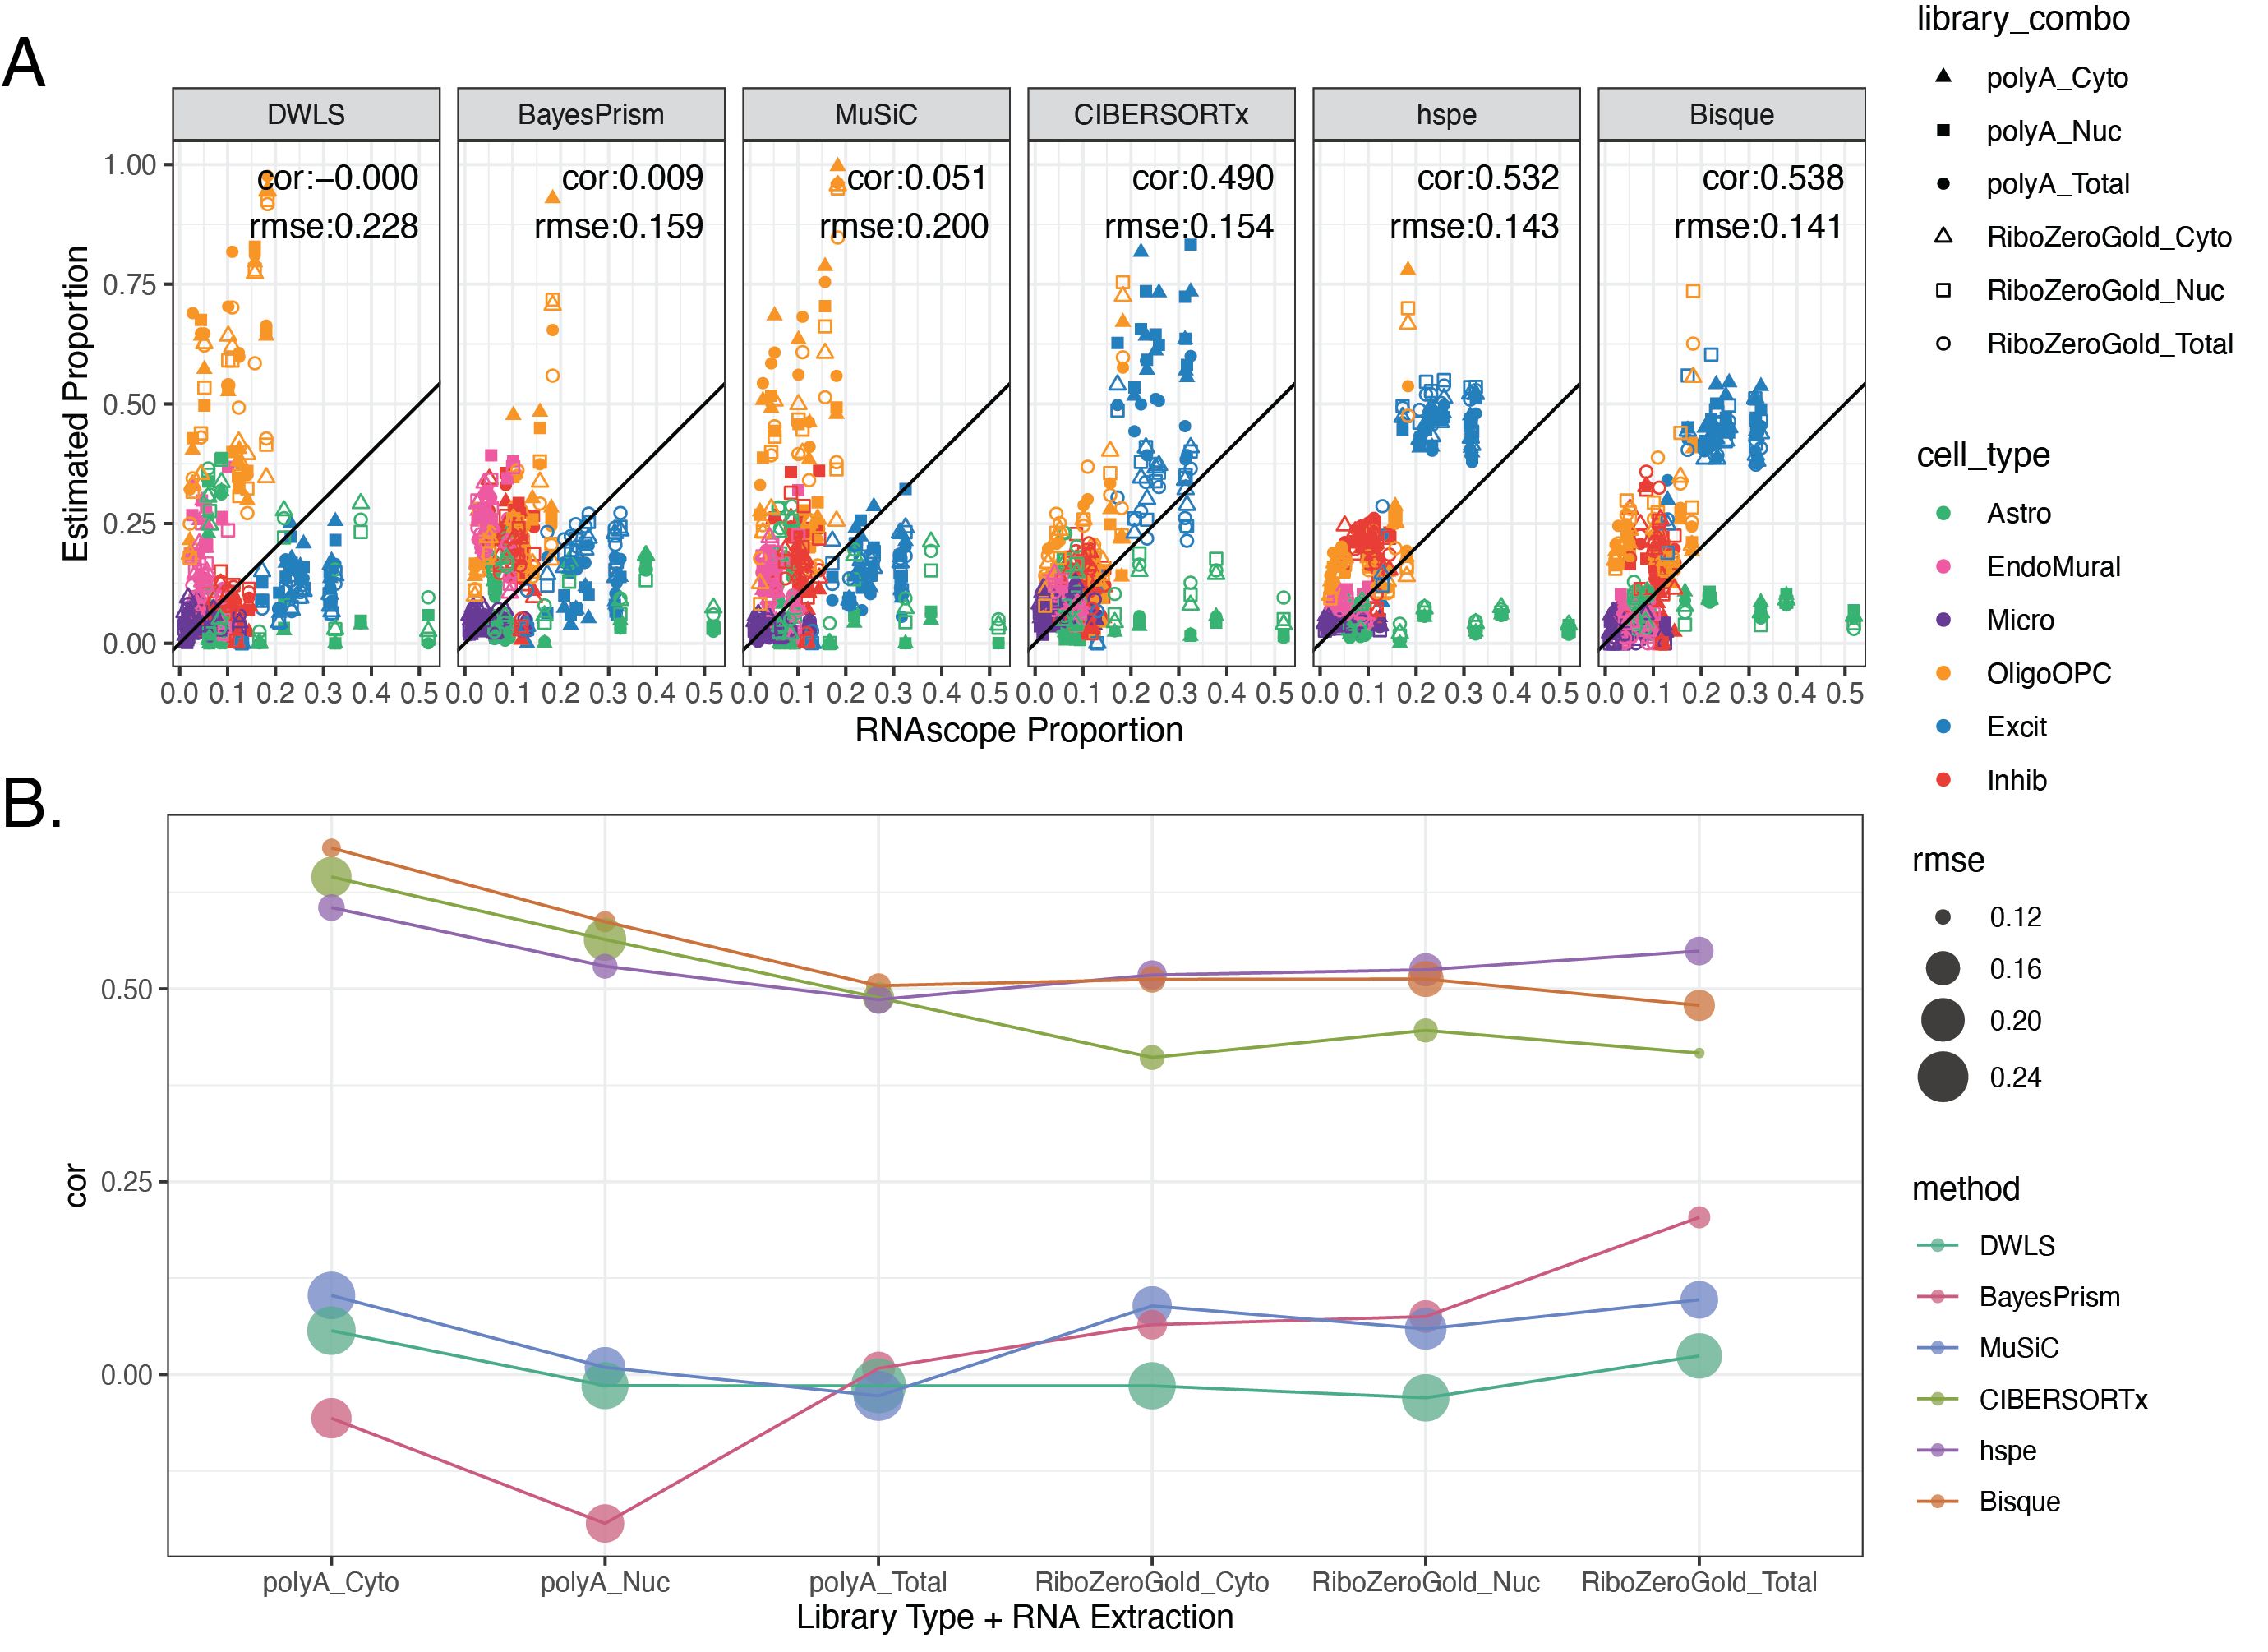 A
DWLS BayesPrism MuSiC CIBERSORTx hspe Bisque
cor:−0.000 cor:0.009 cor:0.051 cor:0.490 cor:0.532 cor:0.538
rmse:0.228 rmse:0.159 rmse:0.200 rmse:0.154 rmse:0.143 rmse:0.141
1.00
0.75
0.50
0.25
0.00
Estimated Proportion
0.0 0.1 0.2 0.3 0.4 0.5 0.0 0.1 0.2 0.3 0.4 0.5 0.0 0.1 0.2 0.3 0.4 0.5 0.0 0.1 0.2 0.3 0.4 0.5 0.0 0.1 0.2 0.3 0.4 0.5 0.0 0.1 0.2 0.3 0.4 0.5
RNAscope Proportion
library_combo
polyA_Cyto
polyA_Nuc
polyA_Total
RiboZeroGold_Cyto
RiboZeroGold_Nuc
RiboZeroGold_Total
cell_type
Astro
EndoMural
Micro
OligoOPC
Excit
Inhib
B.
0.50
0.25
0.00
cor
polyA_Cyto polyA_Nuc polyA_Total RiboZeroGold_Cyto RiboZeroGold_Nuc RiboZeroGold_Total
Library Type + RNA Extraction
rmse
0.12
0.16
0.20
0.24
method
DWLS
BayesPrism
MuSiC
CIBERSORTx
hspe
Bisque